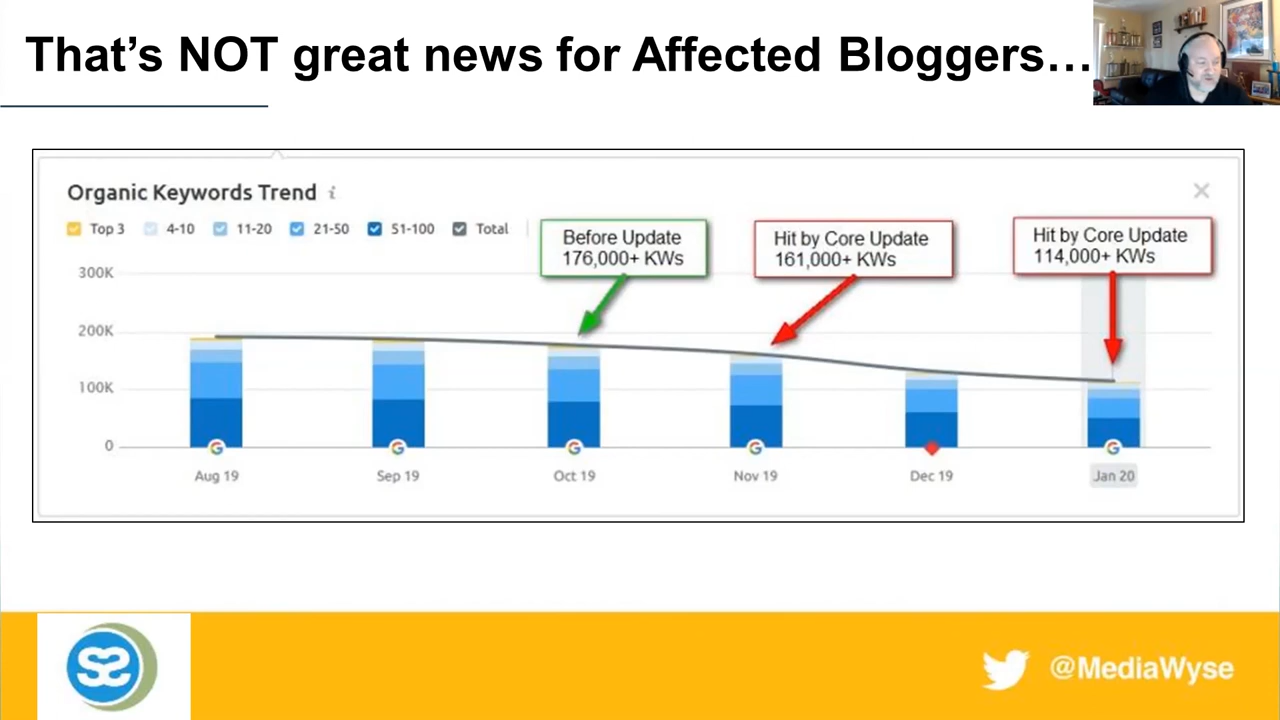 That's NOT great news for Affected Bloggers…
Organic Keywords Trend i
Top 3 4-10 11-20 21-50 51-100 Total
Before Update
176,000+ KWs
Hit by Core Update
161,000+ KWs
Hit by Core Update
114,000+ KWs
300K
200K
100K
0
Aug 19 Sep 19 Oct 19 Nov 19 Dec 19 Jan 20
@MediaWyse